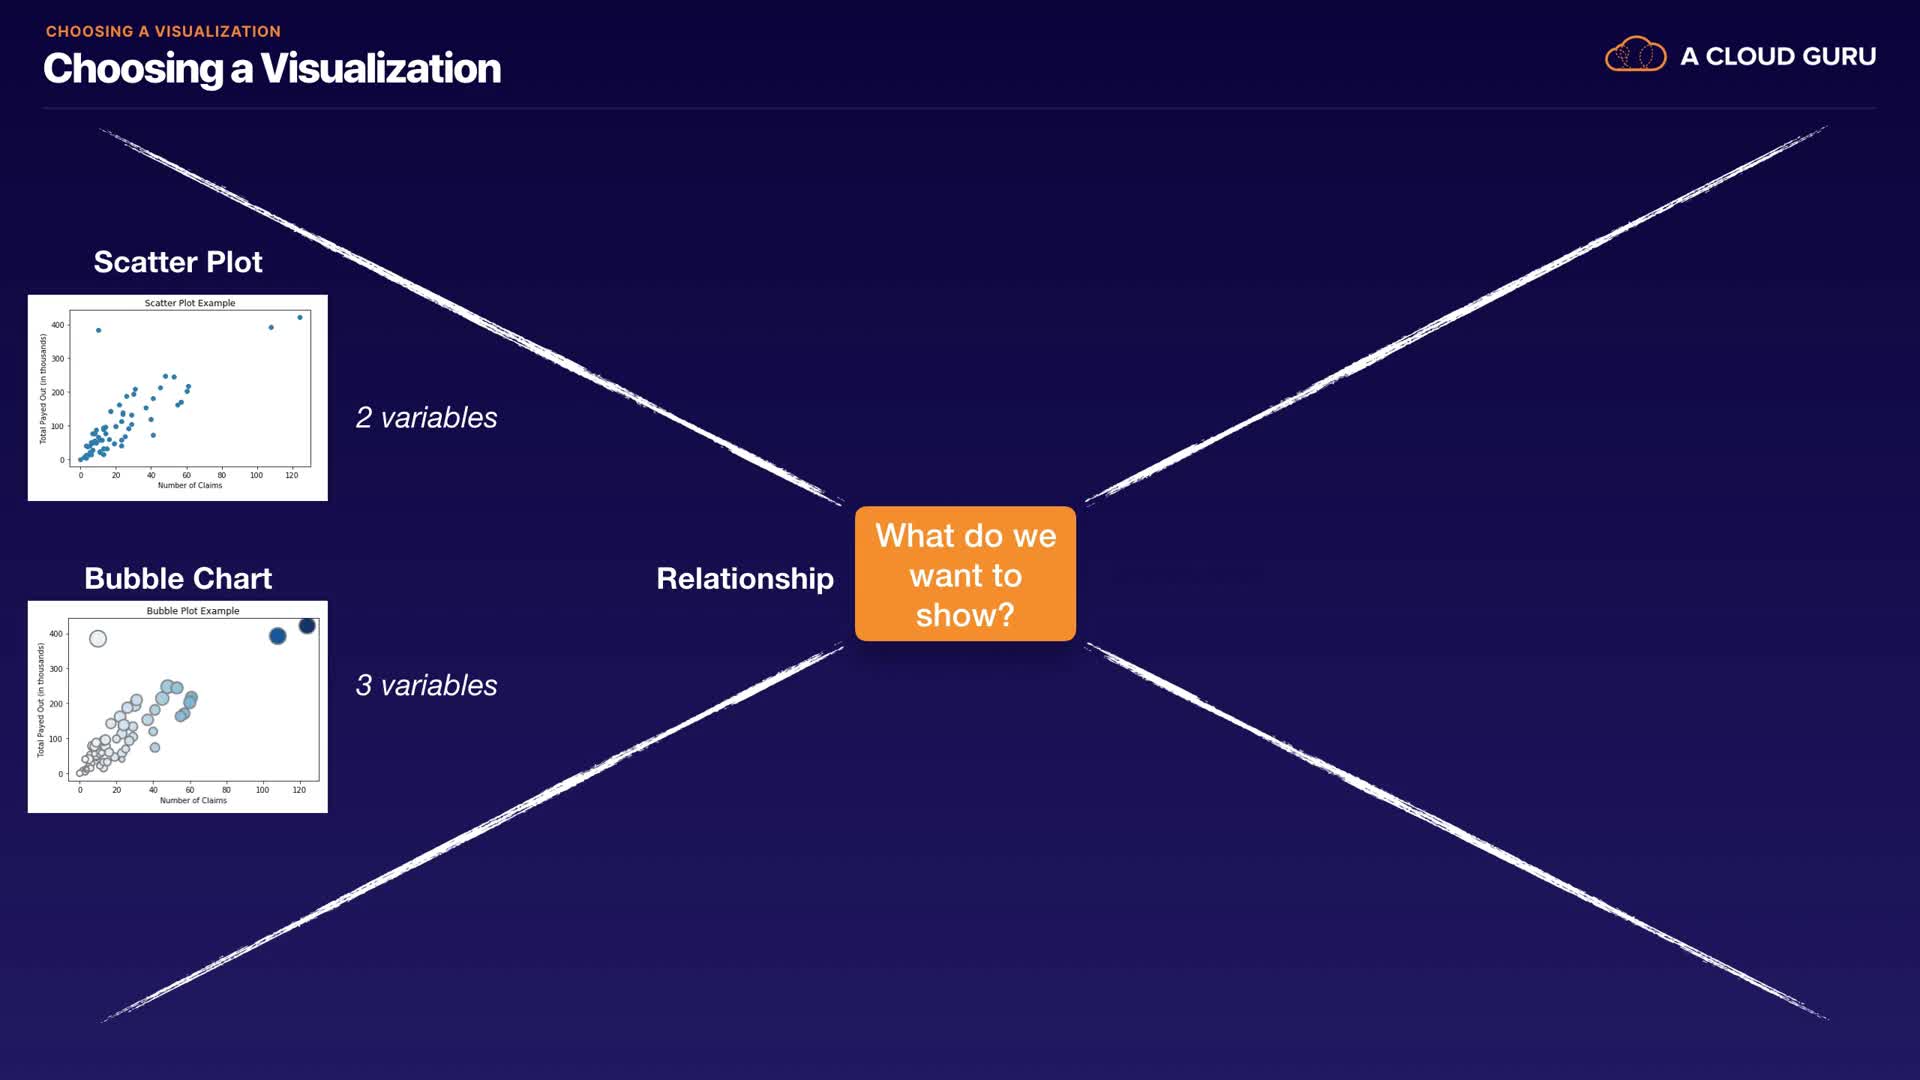 CHOOSING A VISUALIZATION
Choosing a Visualization
A CLOUD GURU
Scatter Plot
Scatter Plot Example
Total Payed Out (in thousands)
400
300
200
100
0
0 20 40 60 80 100 120
Number of Claims
2 variables
Bubble Chart
Bubble Plot Example
Total Payed Out (in thousands)
400
300
200
100
0
0 20 40 60 80 100 120
Number of Claims
3 variables
Relationship
What do we
want to
show?